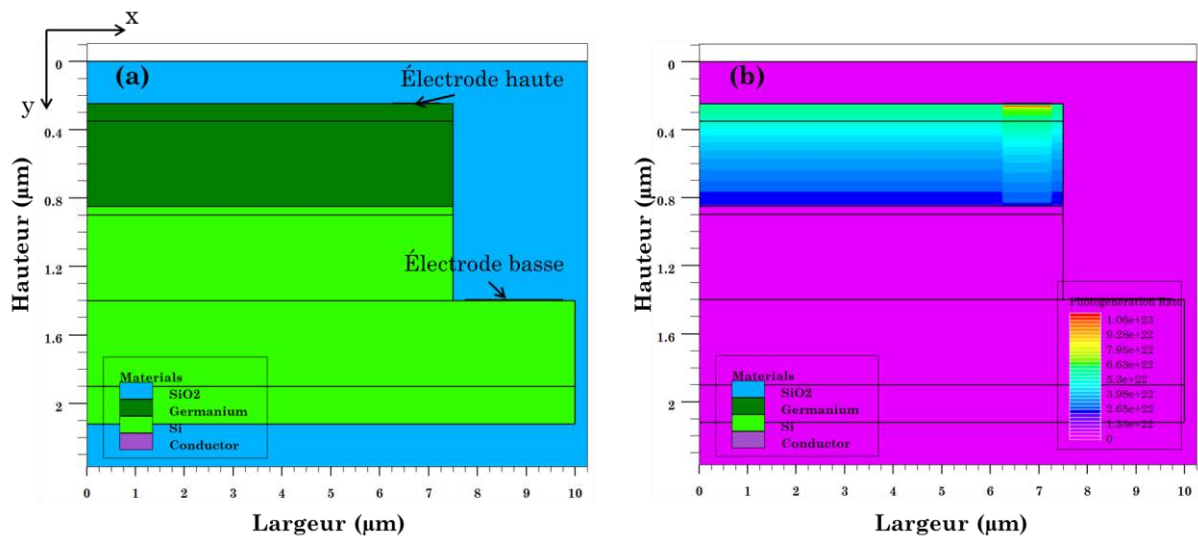 x
y
(a)
Électrode haute
Électrode basse
0
0.4
0.8
1.2
1.6
2
Hauteur (µm)
Materials
SiO2
Germanium
Si
Conductor
0 1 2 3 4 5 6 7 8 9 10
Largeur (µm)
(b)
0
0.4
0.8
1.2
1.6
2
Hauteur (µm)
Materials
SiO2
Germanium
Si
Conductor
Photogeneration Rate
1.06e+23
9.28e+22
7.95e+22
6.63e+22
5.3e+22
3.98e+22
2.65e+22
1.33e+22
0
0 1 2 3 4 5 6 7 8 9 10
Largeur (µm)